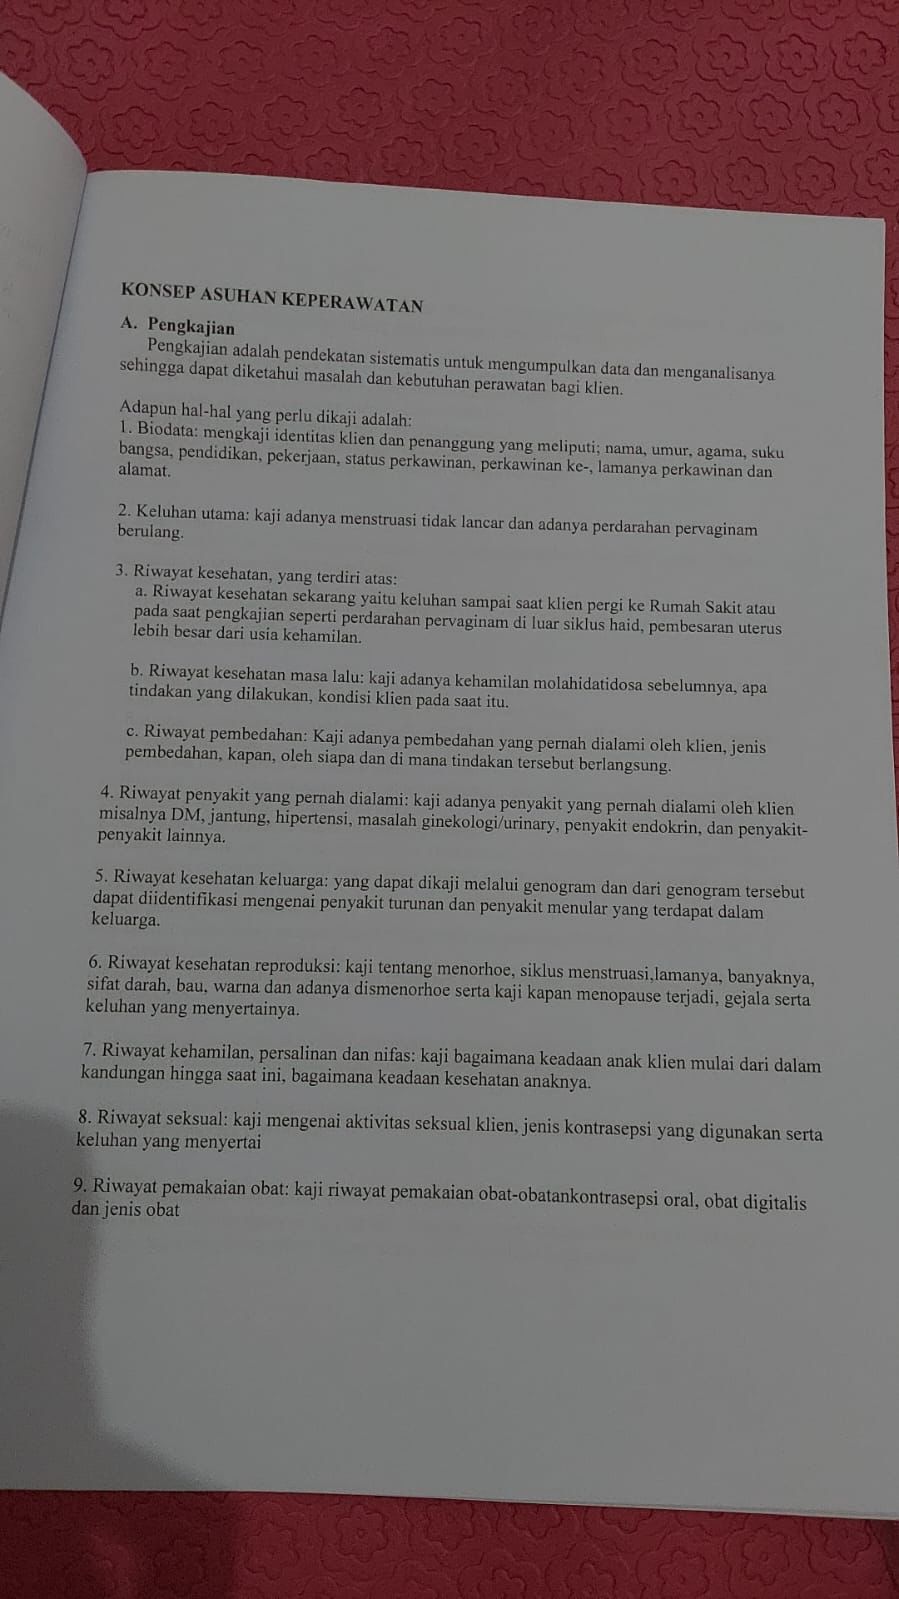 KONSEP ASUHAN KEPERAWATAN
A. Pengkajian
Pengkajian adalah pendekatan sistematis untuk mengumpulkan data dan menganalisanya
sehingga dapat diketahui masalah dan kebutuhan perawatan bagi klien.
Adapun hal-hal yang perlu dikaji adalah:
1. Biodata: mengkaji identitas klien dan penanggung yang meliputi; nama, umur, agama, suku
bangsa, pendidikan, pekerjaan, status perkawinan, perkawinan ke-, lamanya perkawinan dan
alamat.
2. Keluhan utama: kaji adanya menstruasi tidak lancar dan adanya perdarahan pervaginam
berulang.
3. Riwayat kesehatan, yang terdiri atas:
a. Riwayat kesehatan sekarang yaitu keluhan sampai saat klien pergi ke Rumah Sakit atau
pada saat pengkajian seperti perdarahan pervaginam di luar siklus haid, pembesaran uterus
lebih besar dari usia kehamilan.
b. Riwayat kesehatan masa lalu: kaji adanya kehamilan molahidatidosa sebelumnya, apa
tindakan yang dilakukan, kondisi klien pada saat itu.
c. Riwayat pembedahan: Kaji adanya pembedahan yang pernah dialami oleh klien, jenis
pembedahan, kapan, oleh siapa dan di mana tindakan tersebut berlangsung.
4. Riwayat penyakit yang pernah dialami: kaji adanya penyakit yang pernah dialami oleh klien
misalnya DM, jantung, hipertensi, masalah ginekologi/urinary, penyakit endokrin, dan penyakit-
penyakit lainnya.
5. Riwayat kesehatan keluarga: yang dapat dikaji melalui genogram dan dari genogram tersebut
dapat diidentifikasi mengenai penyakit turunan dan penyakit menular yang terdapat dalam
keluarga.
6. Riwayat kesehatan reproduksi: kaji tentang menorhoe, siklus menstruasi,lamanya, banyaknya,
sifat darah, bau, warna dan adanya dismenorhoe serta kaji kapan menopause terjadi, gejala serta
keluhan yang menyertainya.
7. Riwayat kehamilan, persalinan dan nifas: kaji bagaimana keadaan anak klien mulai dari dalam
kandungan hingga saat ini, bagaimana keadaan kesehatan anaknya.
8. Riwayat seksual: kaji mengenai aktivitas seksual klien, jenis kontrasepsi yang digunakan serta
keluhan yang menyertai
9. Riwayat pemakaian obat: kaji riwayat pemakaian obat-obatankontrasepsi oral, obat digitalis
dan jenis obat